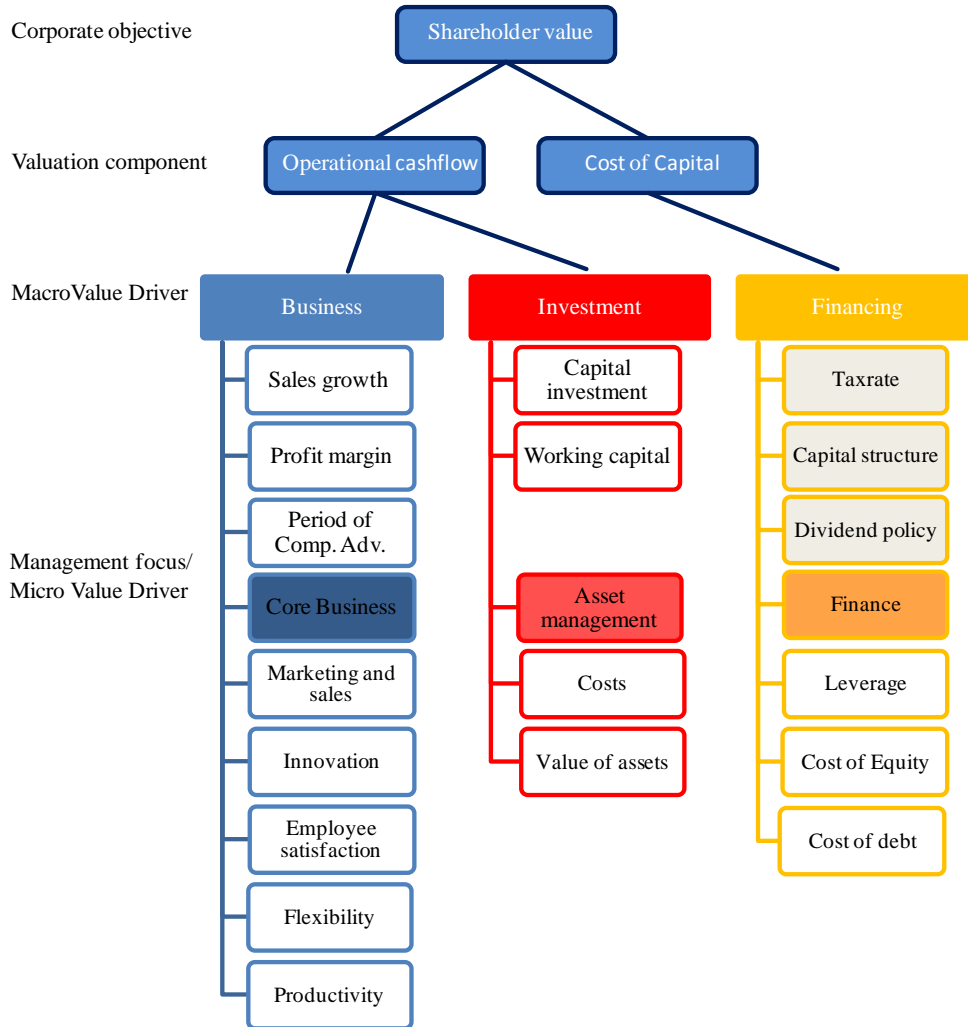 Corporate objective
Shareholder value
Valuation component
Operational cashflow
Cost of Capital
MacroValue Driver
Business
Investment
Financing
Sales growth
Capital
investment
Taxrate
Profit margin
Working capital
Capital structure
Period of
Comp. Adv.
Dividend policy
Management focus/
Micro Value Driver
Core Business
Asset
management
Finance
Marketing and
sales
Costs
Leverage
Innovation
Value of assets
Cost of Equity
Employee
satisfaction
Cost of debt
Flexibility
Productivity